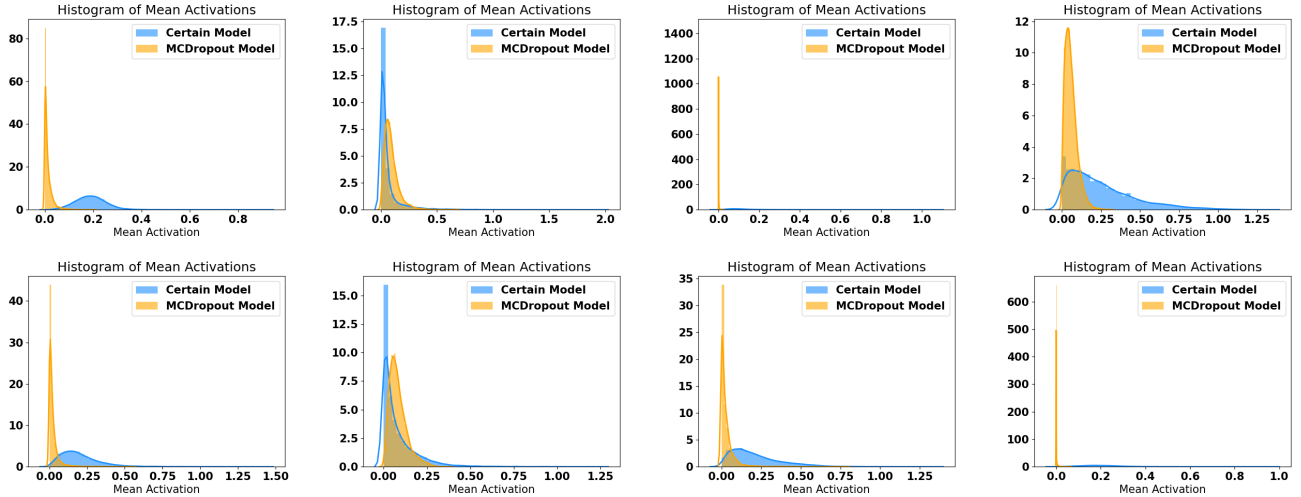 Histogram of Mean Activations
80
60
40
20
0
0.0 0.2 0.4 0.6 0.8
Mean Activation
Certain Model
MCDropout Model
Histogram of Mean Activations
17.5
15.0
12.5
10.0
7.5
5.0
2.5
0.0
0.0 0.5 1.0 1.5 2.0
Mean Activation
Certain Model
MCDropout Model
Histogram of Mean Activations
1400
1200
1000
800
600
400
200
0
0.0 0.2 0.4 0.6 0.8 1.0
Mean Activation
Certain Model
MCDropout Model
Histogram of Mean Activations
12
10
8
6
4
2
0
0.00 0.25 0.50 0.75 1.00 1.25
Mean Activation
Certain Model
MCDropout Model
Histogram of Mean Activations
40
30
20
10
0
0.00 0.25 0.50 0.75 1.00 1.25 1.50
Mean Activation
Certain Model
MCDropout Model
Histogram of Mean Activations
15.0
12.5
10.0
7.5
5.0
2.5
0.0
0.00 0.25 0.50 0.75 1.00 1.25
Mean Activation
Certain Model
MCDropout Model
Histogram of Mean Activations
35
30
25
20
15
10
5
0
0.00 0.25 0.50 0.75 1.00 1.25
Mean Activation
Certain Model
MCDropout Model
Histogram of Mean Activations
600
500
400
300
200
100
0
0.0 0.2 0.4 0.6 0.8 1.0
Mean Activation
Certain Model
MCDropout Model